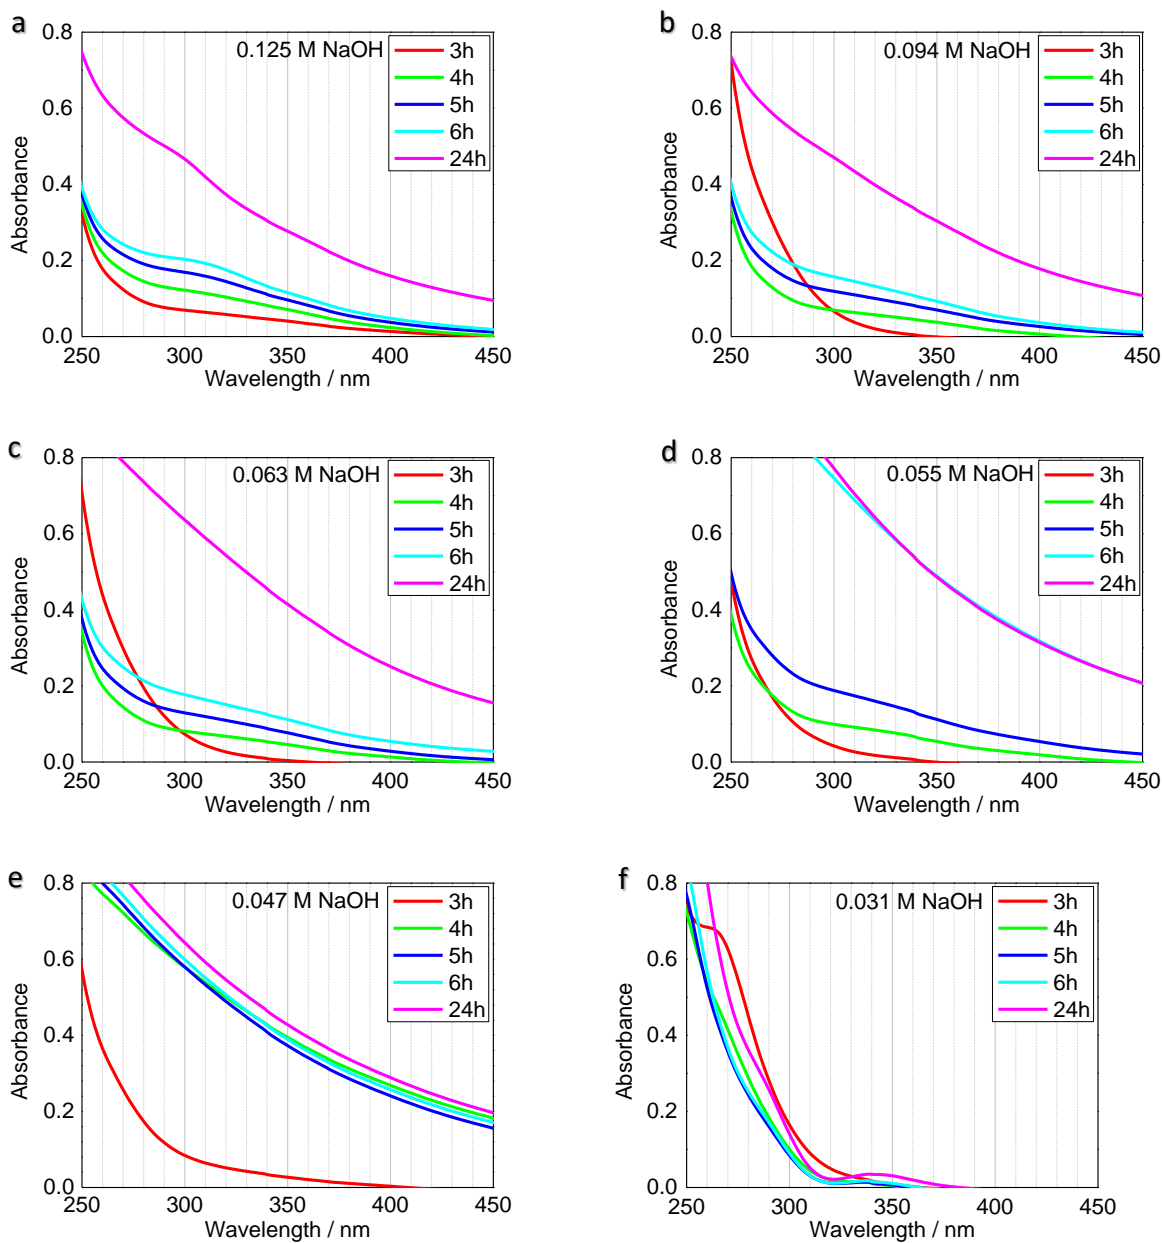 a
0.125 M NaOH
3h
4h
5h
6h
24h
0.8
0.6
0.4
0.2
0.0
250
300
350
400
450
Absorbance
Wavelength / nm
b
0.094 M NaOH
3h
4h
5h
6h
24h
0.8
0.6
0.4
0.2
0.0
250
300
350
400
450
Absorbance
Wavelength / nm
c
0.063 M NaOH
3h
4h
5h
6h
24h
0.8
0.6
0.4
0.2
0.0
250
300
350
400
450
Absorbance
Wavelength / nm
d
0.055 M NaOH
3h
4h
5h
6h
24h
0.8
0.6
0.4
0.2
0.0
250
300
350
400
450
Absorbance
Wavelength / nm
e
0.047 M NaOH
3h
4h
5h
6h
24h
0.8
0.6
0.4
0.2
0.0
250
300
350
400
450
Absorbance
Wavelength / nm
f
0.031 M NaOH
3h
4h
5h
6h
24h
0.8
0.6
0.4
0.2
0.0
250
300
350
400
450
Absorbance
Wavelength / nm